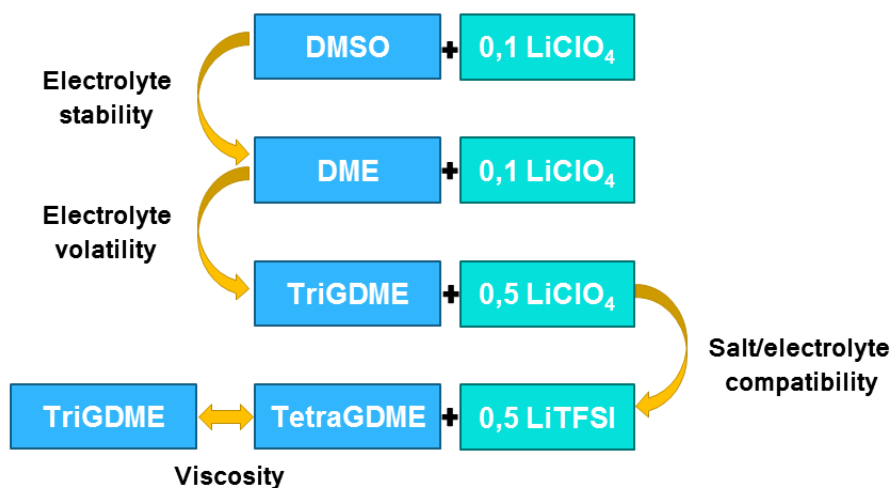 DMSO + 0,1 LiClO₄
Electrolyte
stability
DME + 0,1 LiClO₄
Electrolyte
volatility
TriGDME + 0,5 LiClO₄
Salt/electrolyte
compatibility
TriGDME TetraGDME + 0,5 LiTFSI
Viscosity